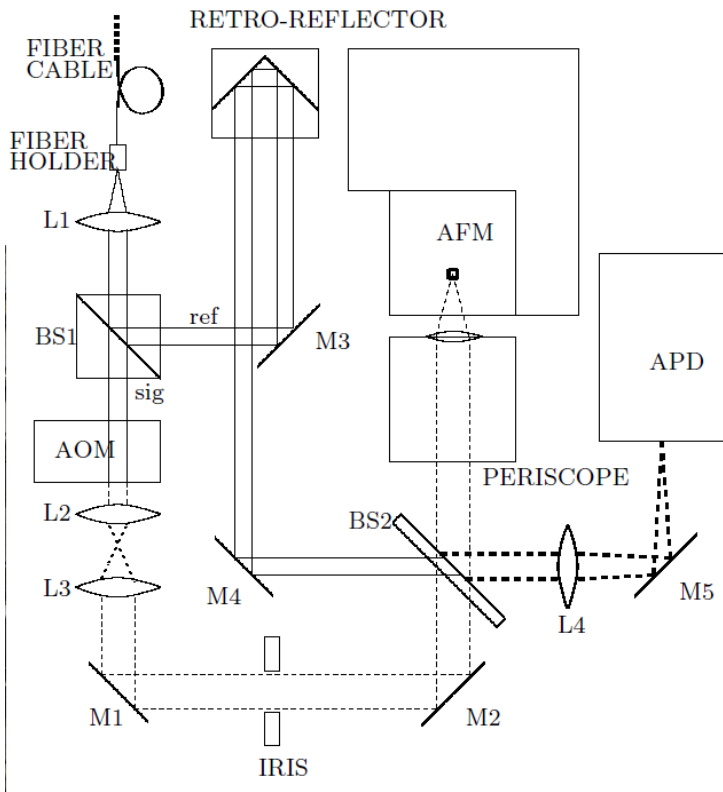 RETRO-REFLECTOR
FIBER
CABLE
FIBER
HOLDER
L1
AFM
BS1
ref
M3
APD
sig
AOM
PERISCOPE
L2
BS2
L3
M4
M5
L4
M1
M2
IRIS